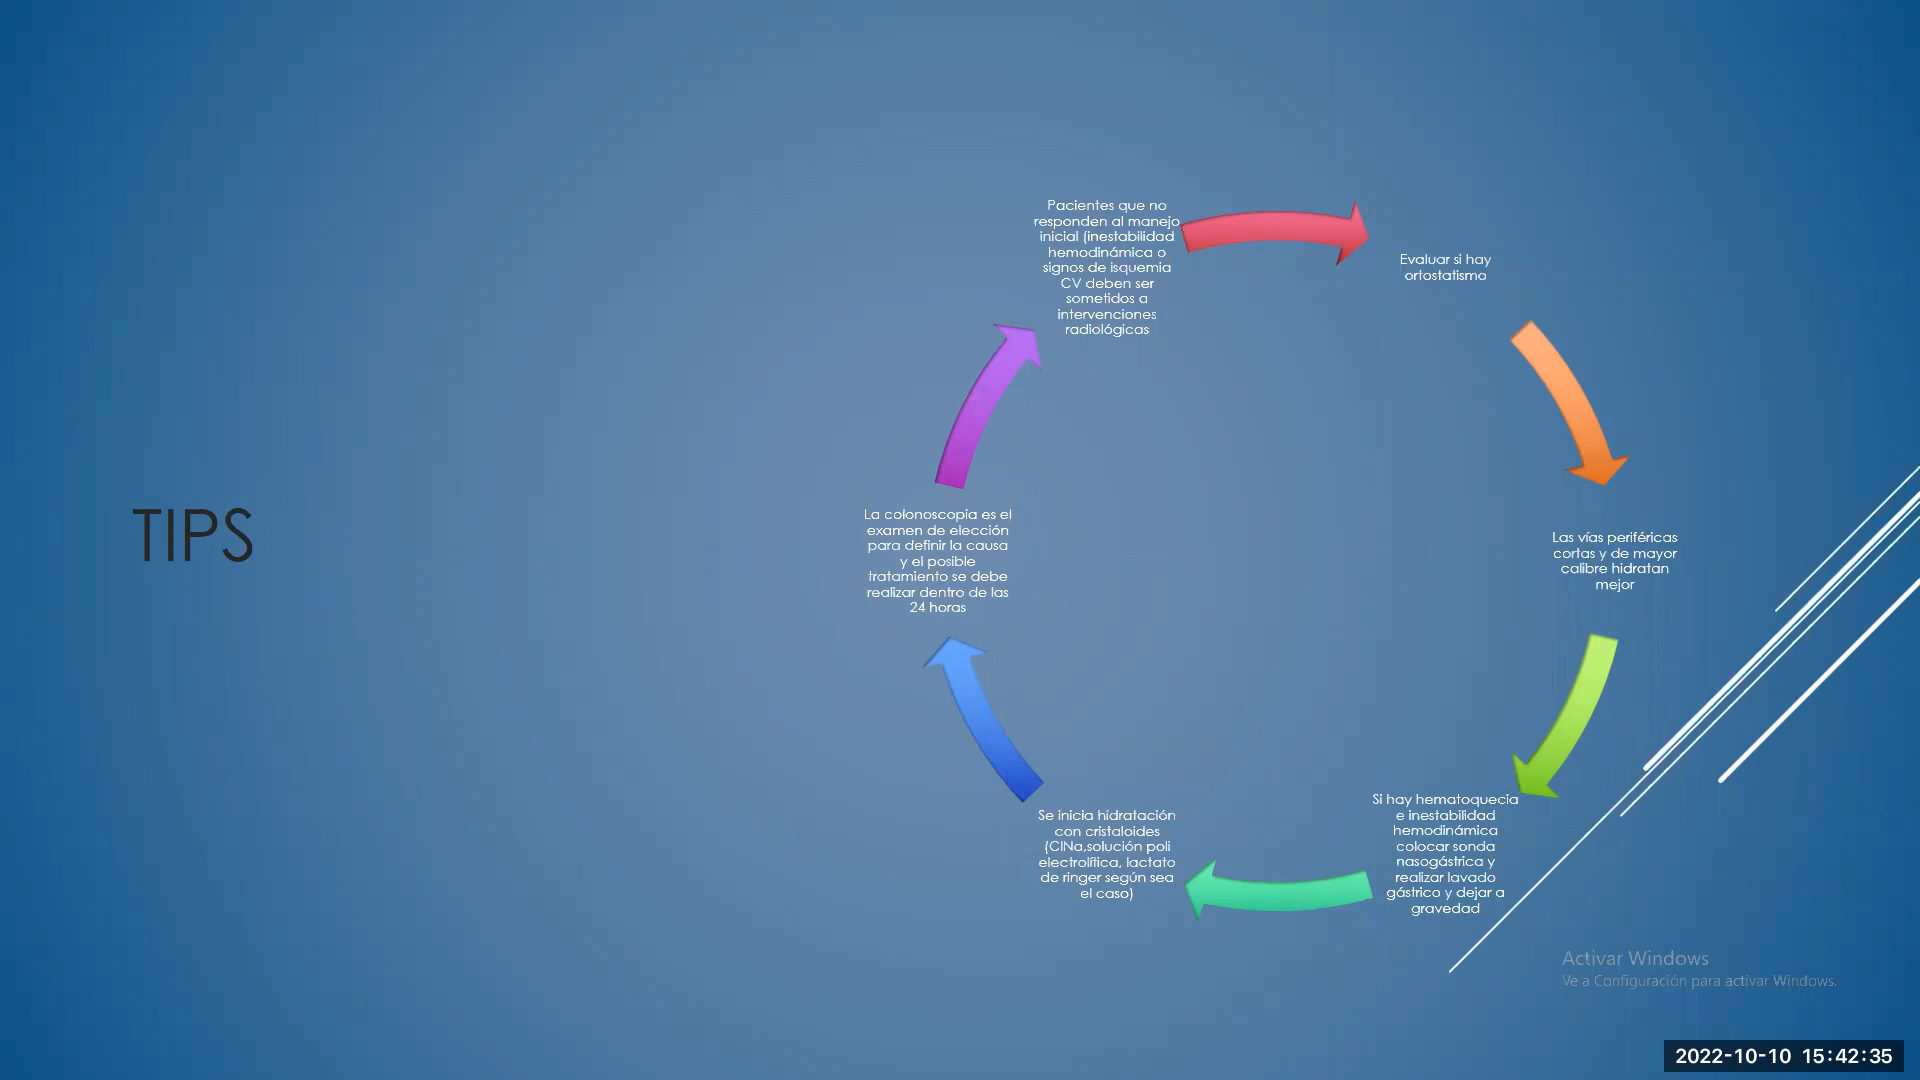 TIPS
Pacientes que no
responden al manejo
inicial (inestabilidad
hemodinámica o
signos de isquemia
CV deben ser
sometidos a
intervenciones
radiológicas
Evaluar si hay
ortostatismo
Las vías periféricas
cortas y de mayor
calibre hidratan
mejor
Si hay hematoquecia
e inestabilidad
hemodinámica
colocar sonda
nasogástrica y
realizar lavado
gástrico y dejar a
gravedad
Se inicia hidratación
con cristaloides
(ClNa,solución poli
electrolítica, lactato
de ringer según sea
el caso)
La colonoscopia es el
examen de elección
para definir la causa
y el posible
tratamiento se debe
realizar dentro de las
24 horas
Activar Windows
Ve a Configuración para activar Windows.
2022-10-10 15:42:35